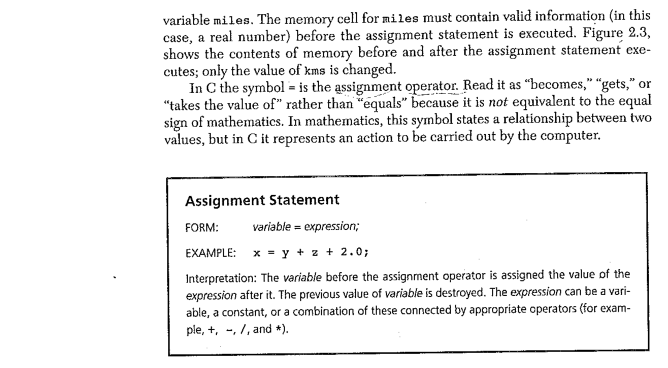 variable miles. The memory cell for miles must contain valid information (in this
case, a real number) before the assignment statement is executed. Figure 2.3,
shows the contents of memory before and after the assignment statement exe-
cutes; only the value of kms is changed.
In C the symbol = is the assignment operator. Read it as “becomes,” “gets,” or
“takes the value of” rather than “equals” because it is not equivalent to the equal
sign of mathematics. In mathematics, this symbol states a relationship between two
values, but in C it represents an action to be carried out by the computer.
Assignment Statement
FORM: variable = expression;
EXAMPLE: x = y + z + 2.0;
Interpretation: The variable before the assignment operator is assigned the value of the
expression after it. The previous value of variable is destroyed. The expression can be a vari-
able, a constant, or a combination of these connected by appropriate operators (for exam-
ple, +, -, /, and *).